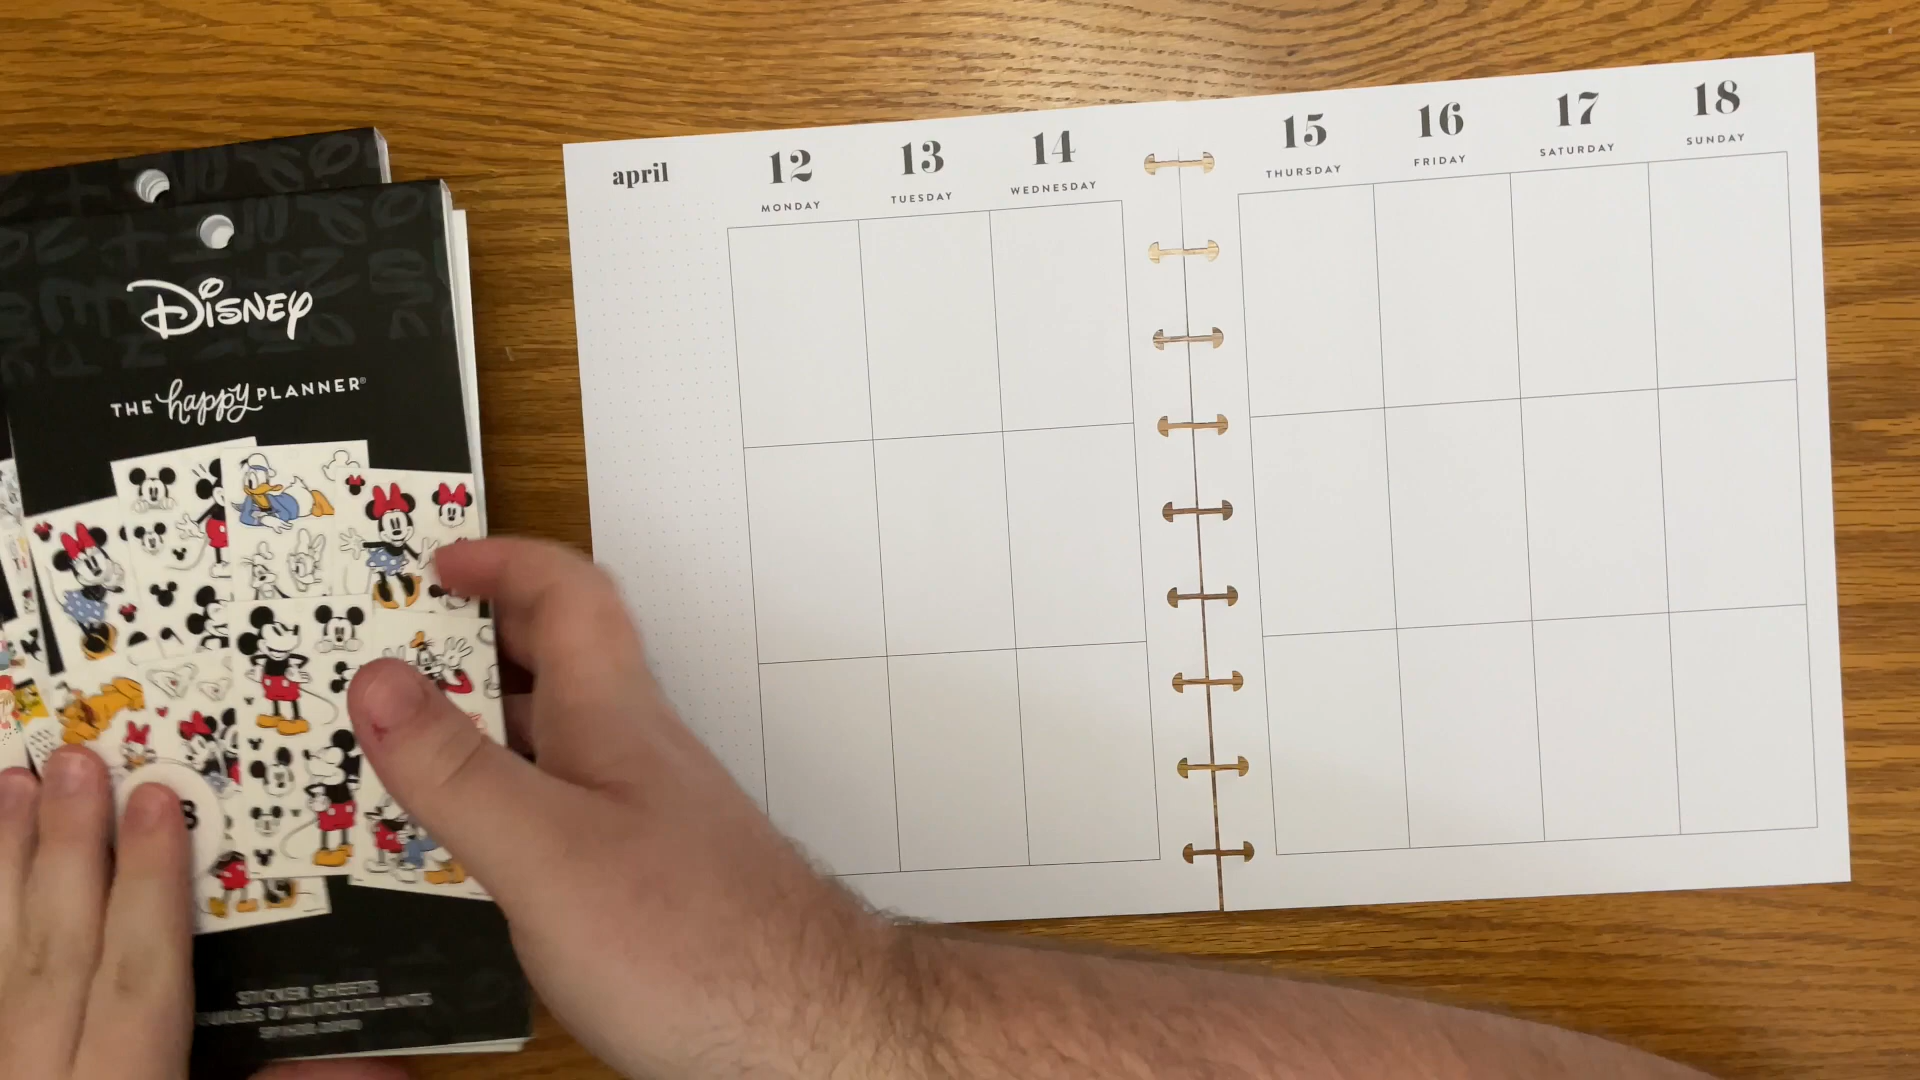 Disney
THE happy PLANNER®
STICKER SHEETS
D'AUTOCOLLANTS
april
12
MONDAY
13
TUESDAY
14
WEDNESDAY
15
THURSDAY
16
FRIDAY
17
SATURDAY
18
SUNDAY